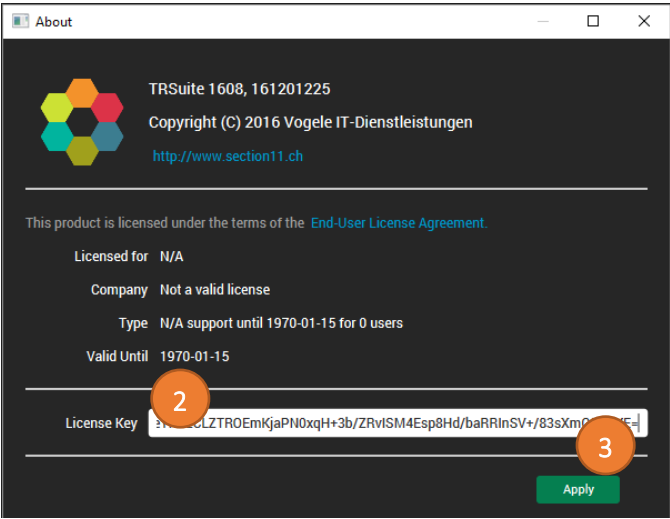 About
TRSuite 1608, 161201225
Copyright (C) 2016 Vogele IT-Dienstleistungen
http://www.section11.ch
This product is licensed under the terms of the End-User License Agreement.
Licensed for N/A
Company Not a valid license
Type N/A support until 1970-01-15 for 0 users
Valid Until 1970-01-15
2
License Key
3
Apply